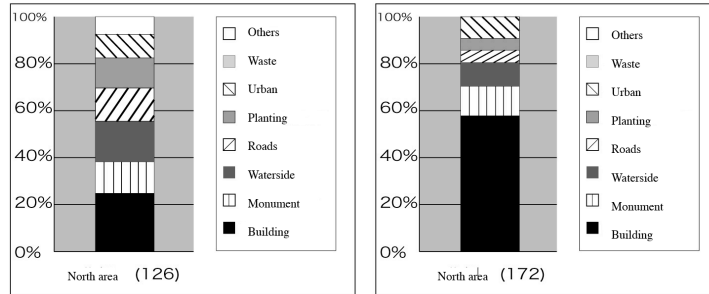 100%
80%
60%
40%
20%
0%
North area (126)
Others
Waste
Urban
Planting
Roads
Waterside
Monument
Building
100%
80%
60%
40%
20%
0%
North area (172)
Others
Waste
Urban
Planting
Roads
Waterside
Monument
Building